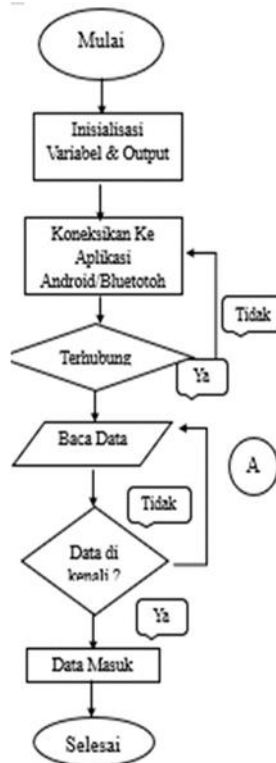 Mulai
Inisialisasi
Variabel & Output
Koneksikan Ke
Aplikasi
Android/Bluetotoh
Tidak
Terhubung
Ya
Baca Data
A
Tidak
Data di
kenali ?
Ya
Data Masuk
Selesai